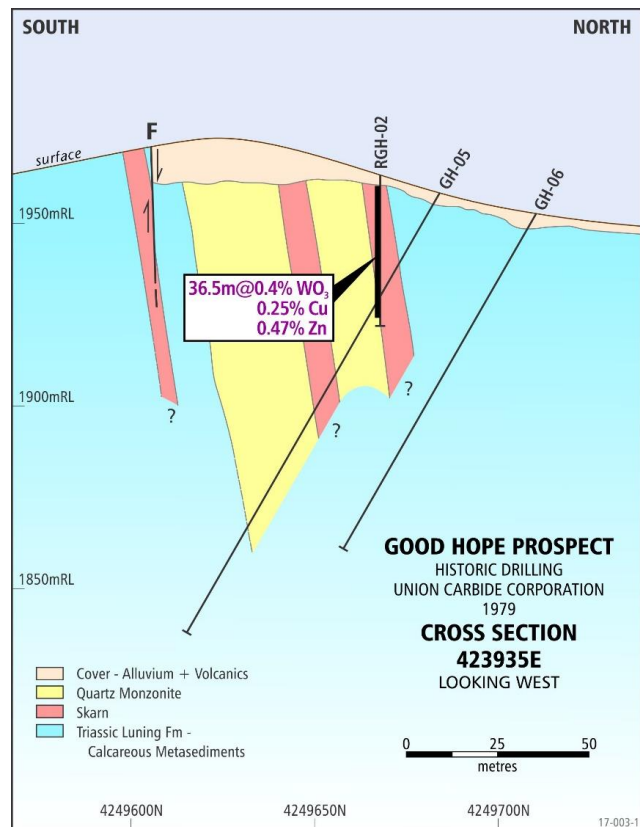 SOUTH
NORTH
F
surface
RGH-02
GH-05
GH-06
1950mRL
36.5m@0.4% WO₃
0.25% Cu
0.47% Zn
1900mRL
?
?
?
1850mRL
GOOD HOPE PROSPECT
HISTORIC DRILLING
UNION CARBIDE CORPORATION
1979
CROSS SECTION
423935E
LOOKING WEST
Cover - Alluvium + Volcanics
Quartz Monzonite
Skarn
Triassic Luning Fm -
Calcareous Metasediments
0 25 50
metres
4249600N 4249650N 4249700N
17-003-1